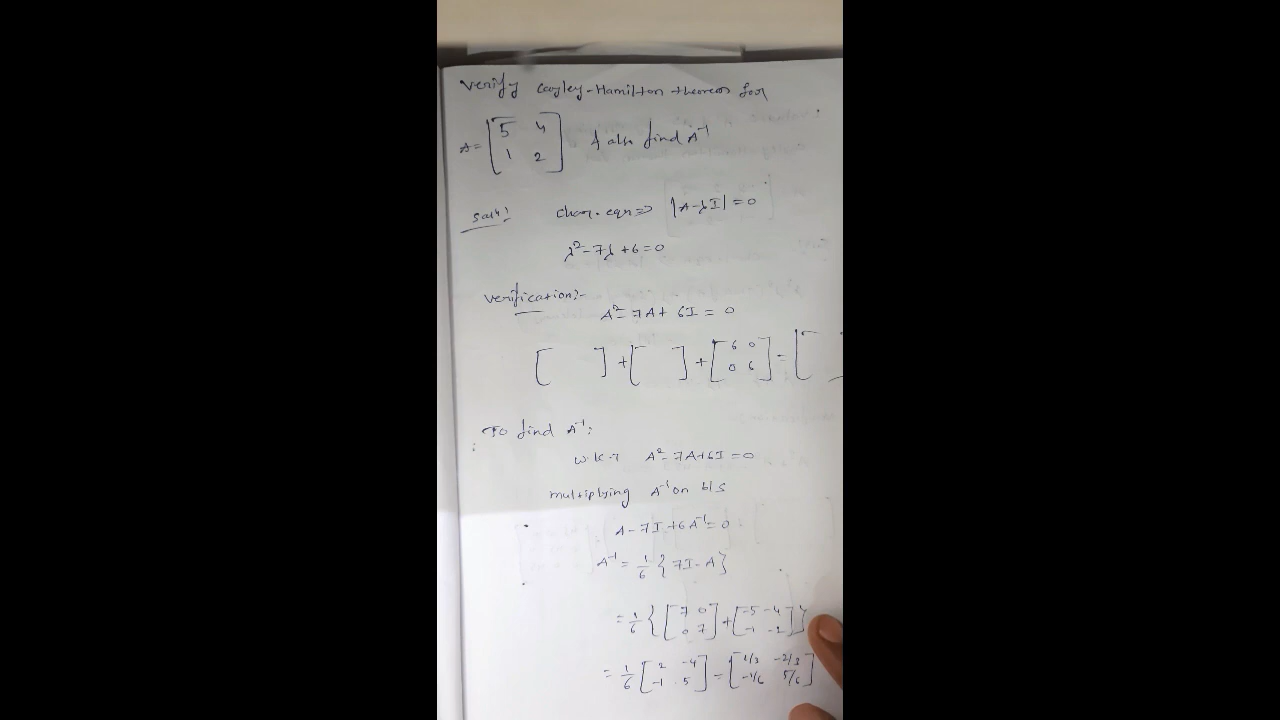 Verify Cayley-Hamilton theorem for
A = [5 4
1 2] & also find A⁻¹
Soln: Char. eqn ⇒ |A-λI| = 0
λ²-7λ+6=0
Verification:-
A²-7A+6I = 0
[ ] + [ ] + [6 0
0 6] = [
To find A⁻¹:
w.k.t A²-7A+6I=0
multiplying A⁻¹ on b/s
A-7I+6A⁻¹=0
A⁻¹ = 1/6 {7I-A}
= 1/6 { [7 0
0 7] + [-5 -4
-1 -2] }
= 1/6 [2 -4
-1 5] = [1/3 -2/3
-1/6 5/6]